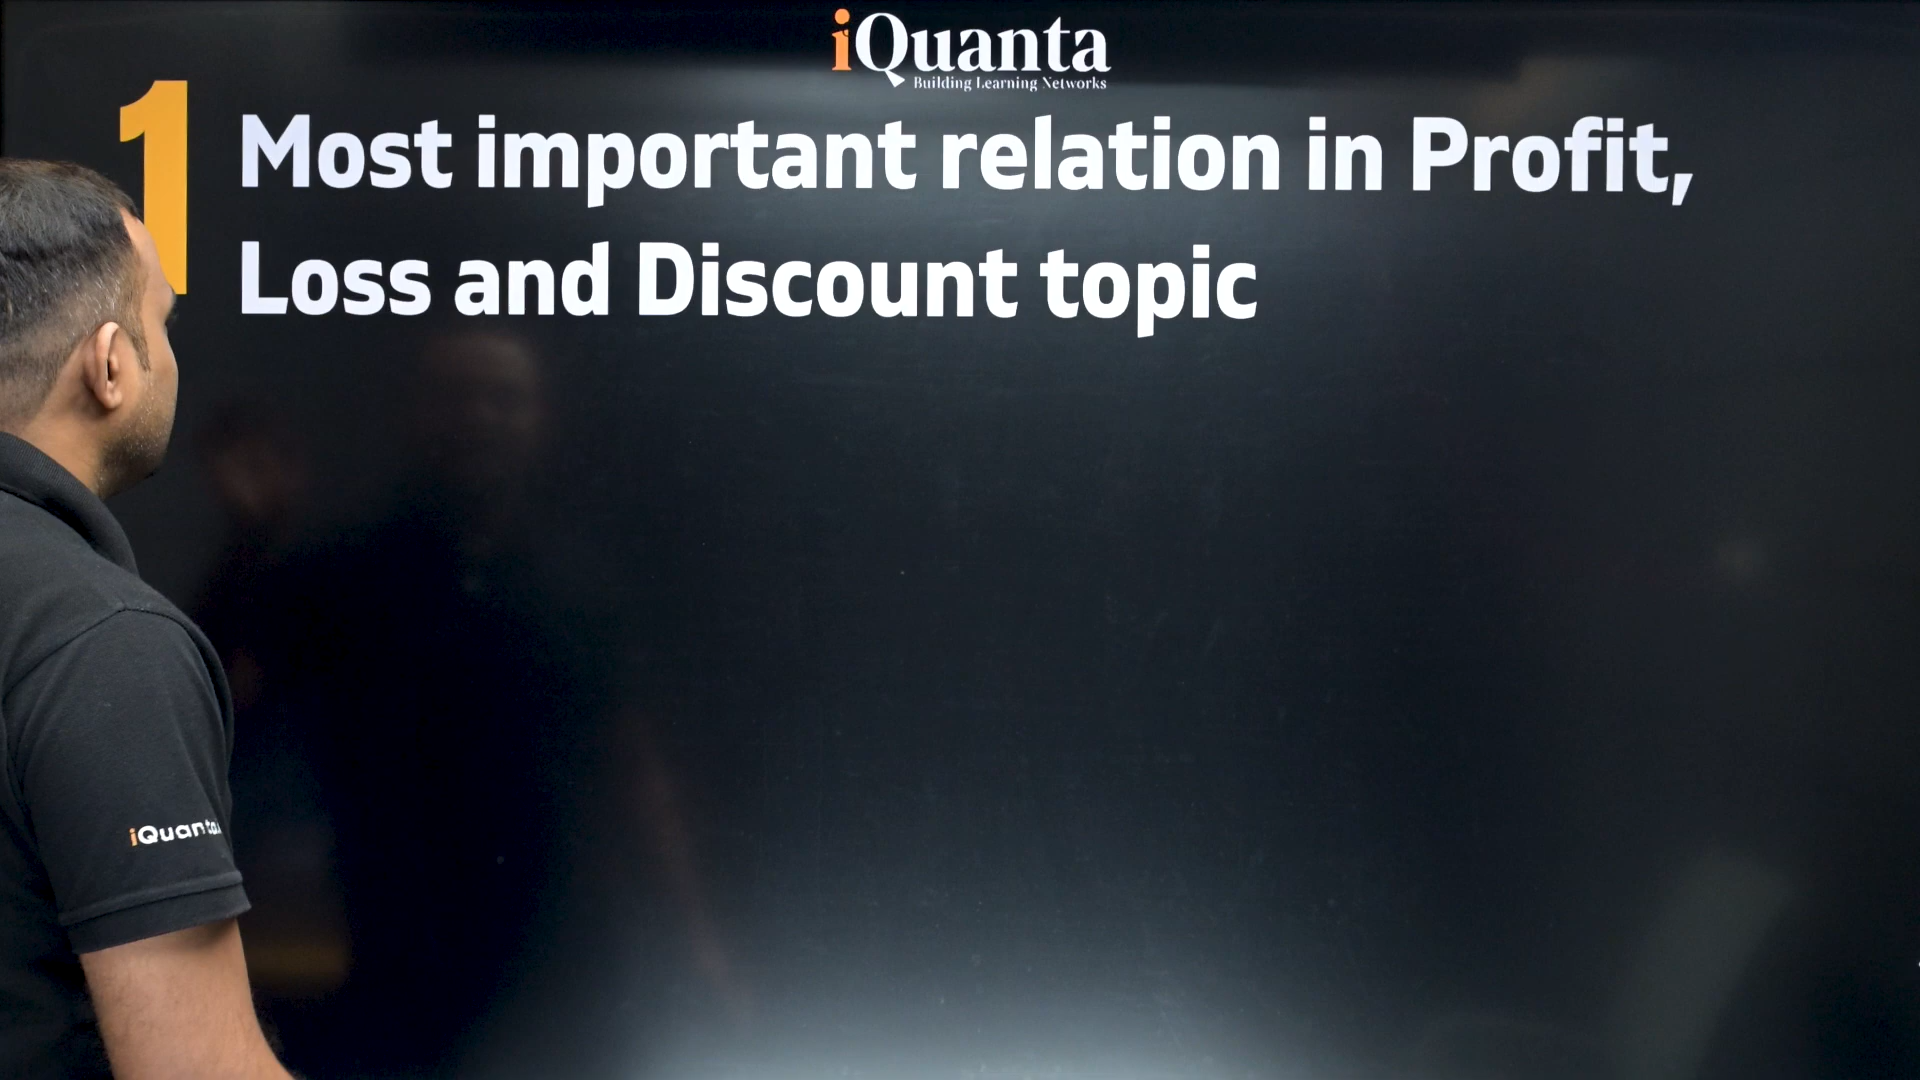 iQuanta
Building Learning Networks
1
Most important relation in Profit,
Loss and Discount topic
iQuanta